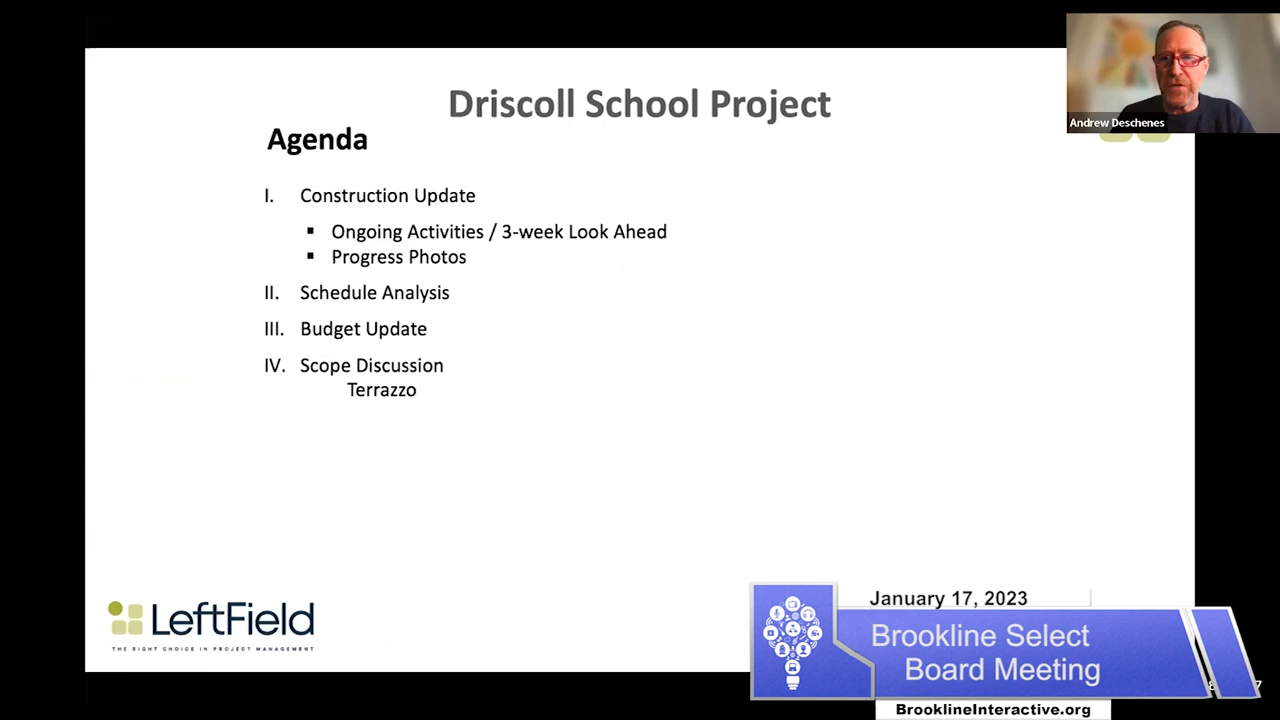 Driscoll School Project
Andrew Deschenes
Agenda
I. Construction Update
▪ Ongoing Activities / 3-week Look Ahead
▪ Progress Photos
II. Schedule Analysis
III. Budget Update
IV. Scope Discussion
Terrazzo
LeftField
THE RIGHT CHOICE IN PROJECT MANAGEMENT
January 17, 2023
Brookline Select
Board Meeting
BrooklineInteractive.org